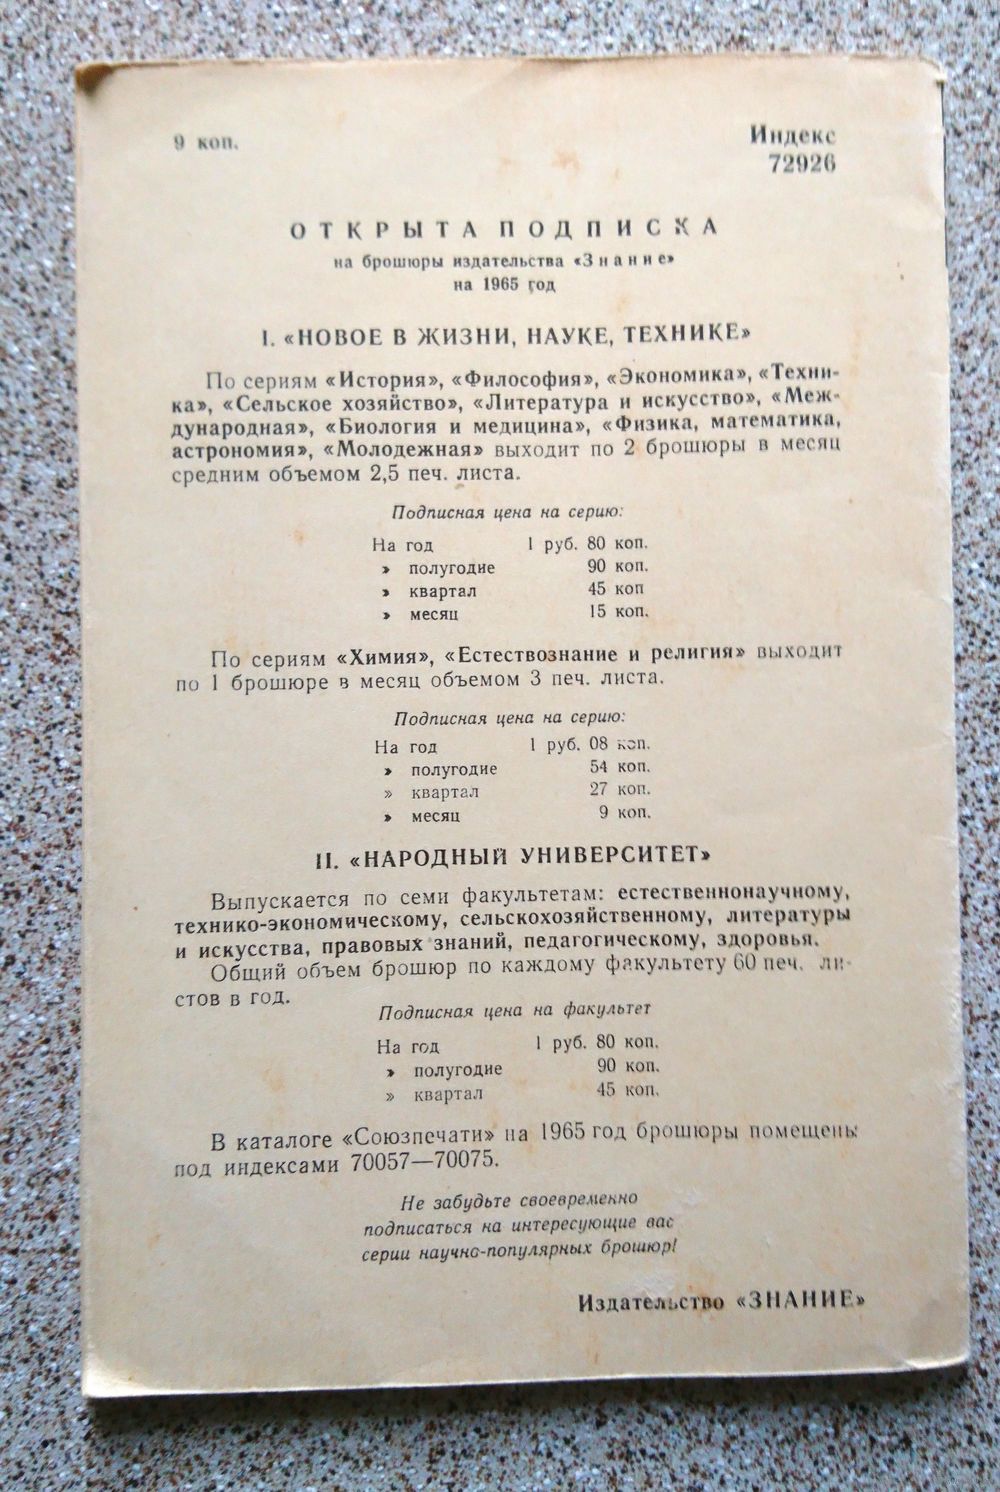 9 коп.
Индекс
72926
ОТКРЫТА ПОДПИСКА
на брошюры издательства «Знание»
на 1965 год
I. «НОВОЕ В ЖИЗНИ, НАУКЕ, ТЕХНИКЕ»
По сериям «История», «Философия», «Экономика», «Техни-
ка», «Сельское хозяйство», «Литература и искусство», «Меж-
дународная», «Биология и медицина», «Физика, математика,
астрономия», «Молодежная» выходит по 2 брошюры в месяц
средним объемом 2,5 печ. листа.
Подписная цена на серию:
На год 1 руб. 80 коп.
» полугодие 90 коп.
» квартал 45 коп
» месяц 15 коп.
По сериям «Химия», «Естествознание и религия» выходит
по 1 брошюре в месяц объемом 3 печ. листа.
Подписная цена на серию:
На год 1 руб. 08 коп.
» полугодие 54 коп.
» квартал 27 коп.
» месяц 9 коп.
II. «НАРОДНЫЙ УНИВЕРСИТЕТ»
Выпускается по семи факультетам: естественнонаучному,
технико-экономическому, сельскохозяйственному, литературы
и искусства, правовых знаний, педагогическому, здоровья.
Общий объем брошюр по каждому факультету 60 печ. ли-
стов в год.
Подписная цена на факультет
На год 1 руб. 80 коп.
» полугодие 90 коп.
» квартал 45 коп.
В каталоге «Союзпечати» на 1965 год брошюры помещены
под индексами 70057—70075.
Не забудьте своевременно
подписаться на интересующие вас
серии научно-популярных брошюр!
Издательство «ЗНАНИЕ»